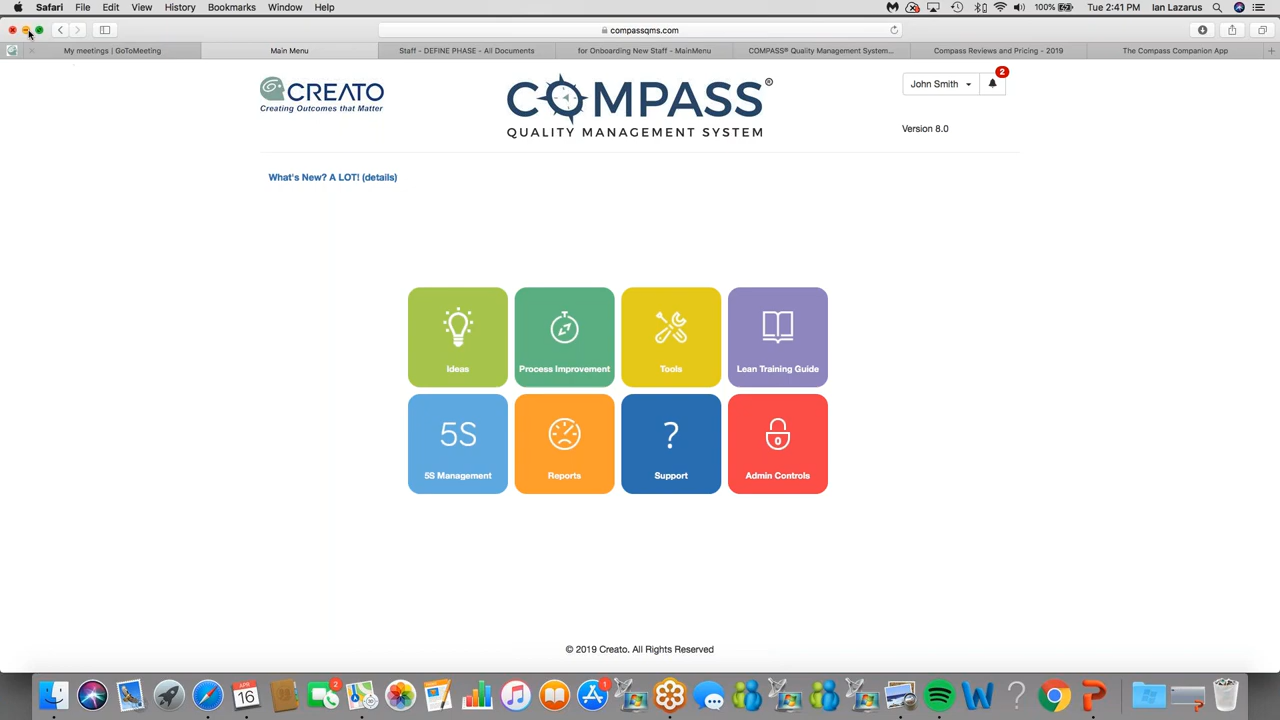 Safari File Edit View History Bookmarks Window Help 100% Tue 2:41 PM Ian Lazarus
compassqms.com
My meetings | GoToMeeting Main Menu Staff - DEFINE PHASE - All Documents for Onboarding New Staff - MainMenu COMPASS® Quality Management System... Compass Reviews and Pricing - 2019 The Compass Companion App
CREATO
Creating Outcomes that Matter
COMPASS®
QUALITY MANAGEMENT SYSTEM
John Smith
2
Version 8.0
What's New? A LOT! (details)
Ideas Process Improvement Tools Lean Training Guide
5S ? 0
5S Management Reports Support Admin Controls
© 2019 Creato. All Rights Reserved
APR
16 2 1 W ? P